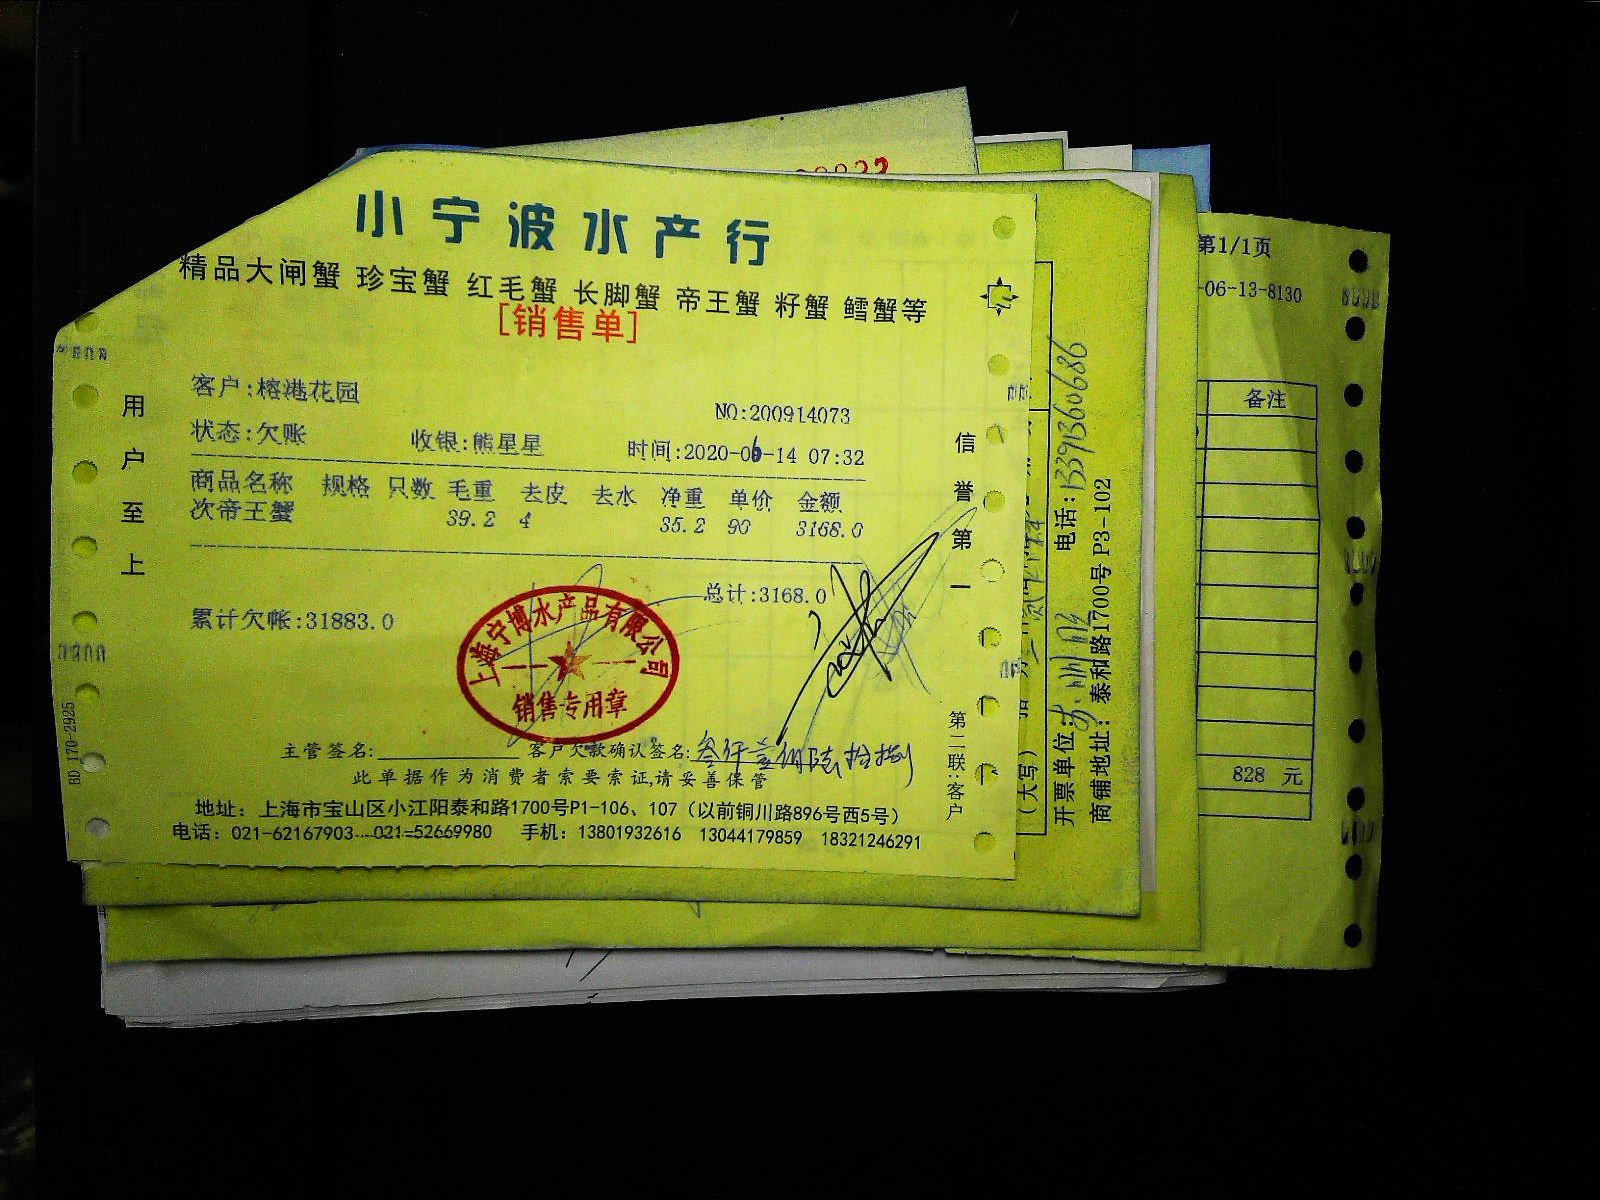 小宁波水产行
精品大闸蟹 珍宝蟹 红毛蟹 长脚蟹 帝王蟹 籽蟹 鳕蟹等
[销售单]
客户:榕港花园
NO:200914073
状态:欠账 收银:熊星星 时间:2020-06-14 07:32
商品名称 规格 只数 毛重 去皮 去水 净重 单价 金额
次帝王蟹 39.2 4 35.2 90 3168.0
总计:3168.0
累计欠帐:31883.0
上海宁博水产品有限公司
销售专用章
主管签名: 客户欠款确认签名:叁仟壹佰陆拾捌
此单据作为消费者索要索证,请妥善保管
地址：上海市宝山区小江阳泰和路1700号P1-106、107（以前铜川路896号西5号）
电话：021-62167903 021-52669980 手机：13801932616 13044179859 18321246291
用户至上
信誉第一
第二联:客户
BD 170-2925
（大写）
开票单位: 电话:13391360686
商铺地址：泰和路1700号 P3-102
第1/1页
-06-13-8130
备注
828 元